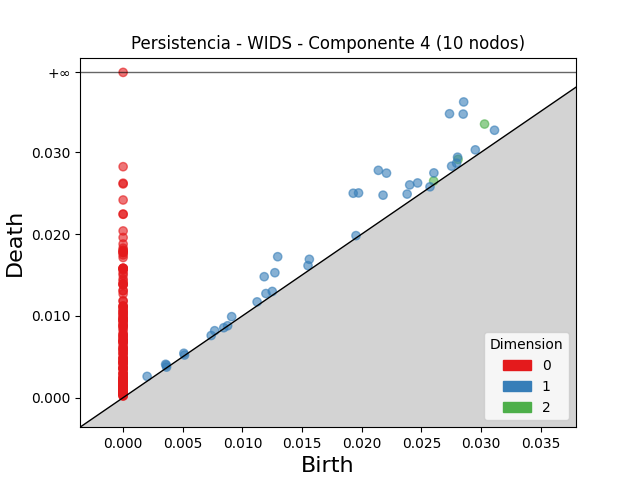 Persistencia - WIDS - Componente 4 (10 nodos)
+∞
0.030
0.020
0.010
0.000
Death
0.000 0.005 0.010 0.015 0.020 0.025 0.030 0.035
Birth
Dimension
0
1
2